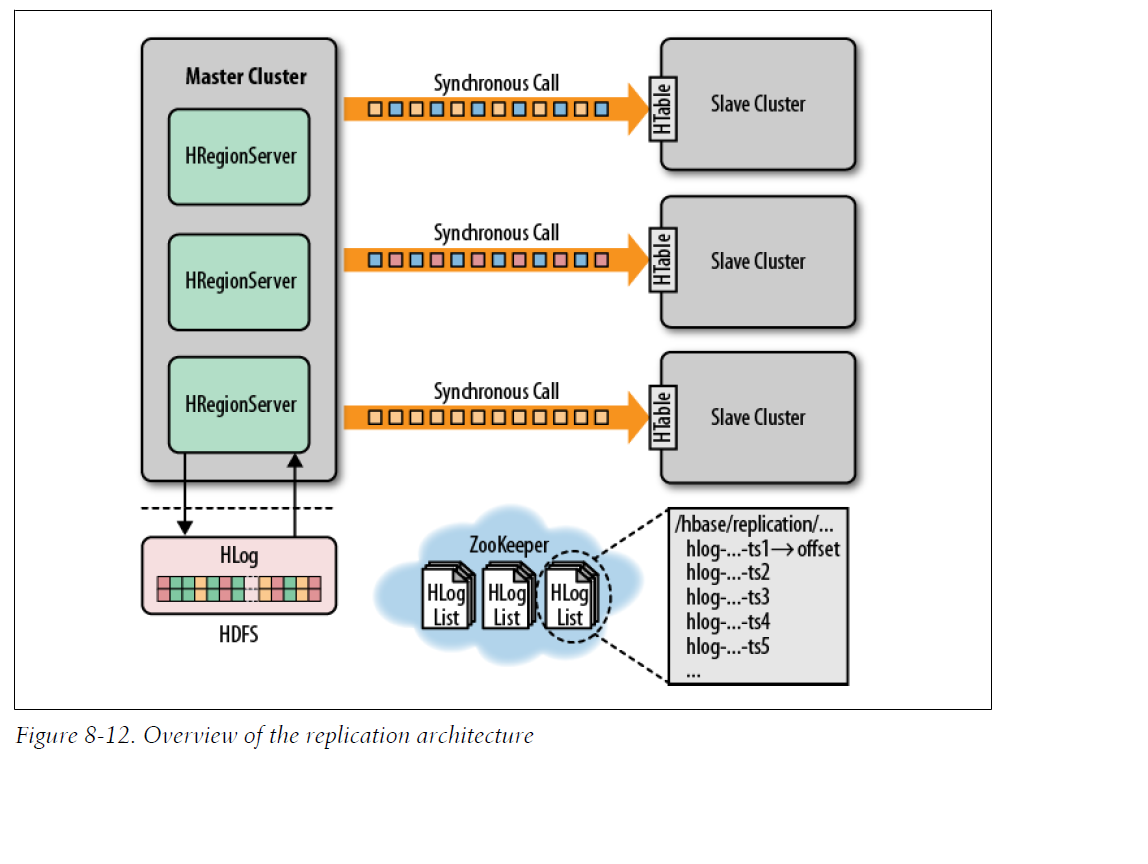 Master Cluster
HRegionServer
HRegionServer
HRegionServer
Synchronous Call
HTable
Slave Cluster
Synchronous Call
HTable
Slave Cluster
Synchronous Call
HTable
Slave Cluster
HLog
HDFS
ZooKeeper
HLog
List
HLog
List
HLog
List
/hbase/replication/...
hlog-...-ts1→offset
hlog-...-ts2
hlog-...-ts3
hlog-...-ts4
hlog-...-ts5
...
Figure 8-12. Overview of the replication architecture